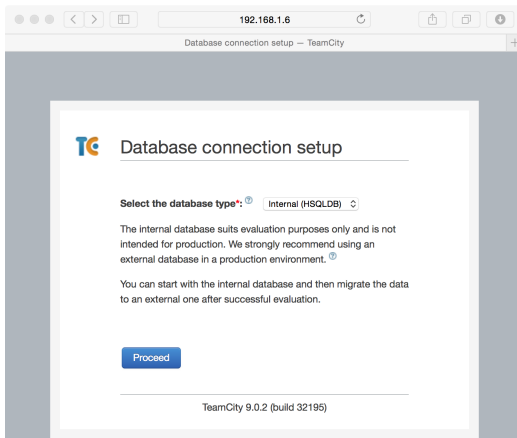 192.168.1.6
Database connection setup — TeamCity
TC
Database connection setup
Select the database type*: ? Internal (HSQLDB)
The internal database suits evaluation purposes only and is not
intended for production. We strongly recommend using an
external database in a production environment. ?
You can start with the internal database and then migrate the data
to an external one after successful evaluation.
Proceed
TeamCity 9.0.2 (build 32195)